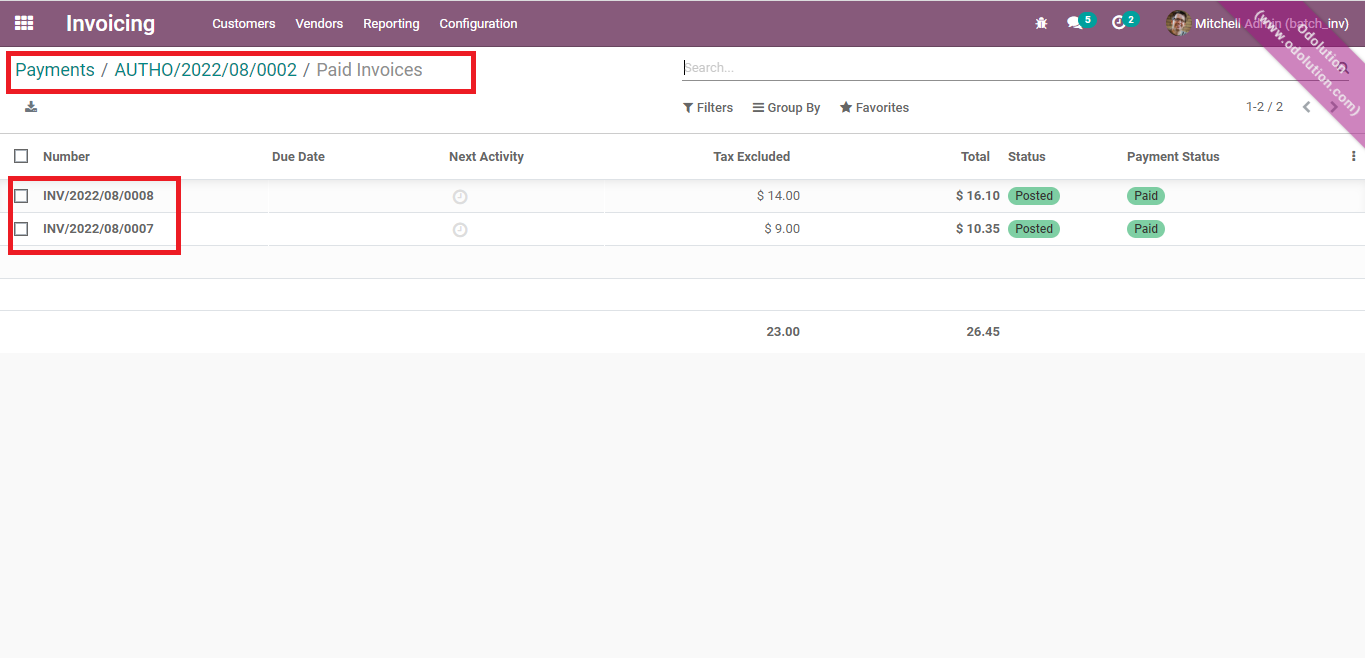 Invoicing Customers Vendors Reporting Configuration 5 2 Mitchell Admin (batch_inv)
Odolution
(www.odolution.com)
Payments / AUTHO/2022/08/0002 / Paid Invoices
Search...
Filters Group By Favorites 1-2 / 2
Number Due Date Next Activity Tax Excluded Total Status Payment Status
INV/2022/08/0008 $ 14.00 $ 16.10 Posted Paid
INV/2022/08/0007 $ 9.00 $ 10.35 Posted Paid
23.00 26.45